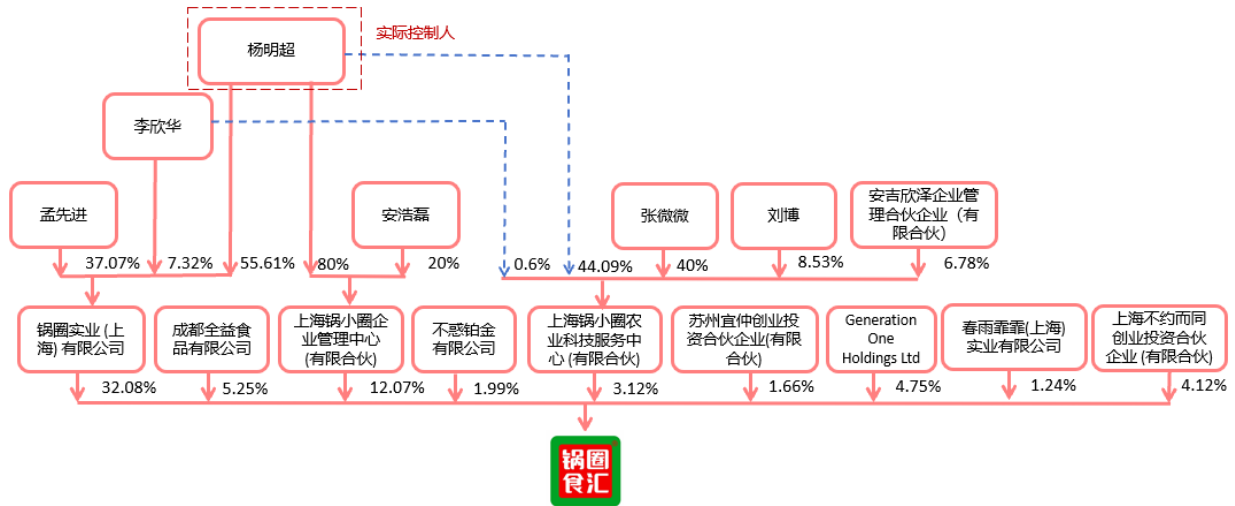 实际控制人
杨明超
李欣华
孟先进
安浩磊
张微微
刘博
安吉欣泽企业管
理合伙企业（有
限合伙）
37.07%
7.32%
55.61%
80%
20%
0.6%
44.09%
40%
8.53%
6.78%
锅圈实业 (上
海) 有限公司
成都全益食
品有限公司
上海锅小圈企
业管理中心
(有限合伙)
不惑铂金
有限公司
上海锅小圈农
业科技服务中
心 (有限合伙)
苏州宜仲创业投
资合伙企业(有限
合伙)
Generation
One
Holdings Ltd
春雨霏霏(上海)
实业有限公司
上海不约而同
创业投资合伙
企业 (有限合伙)
32.08%
5.25%
12.07%
1.99%
3.12%
1.66%
4.75%
1.24%
4.12%
锅圈
食汇